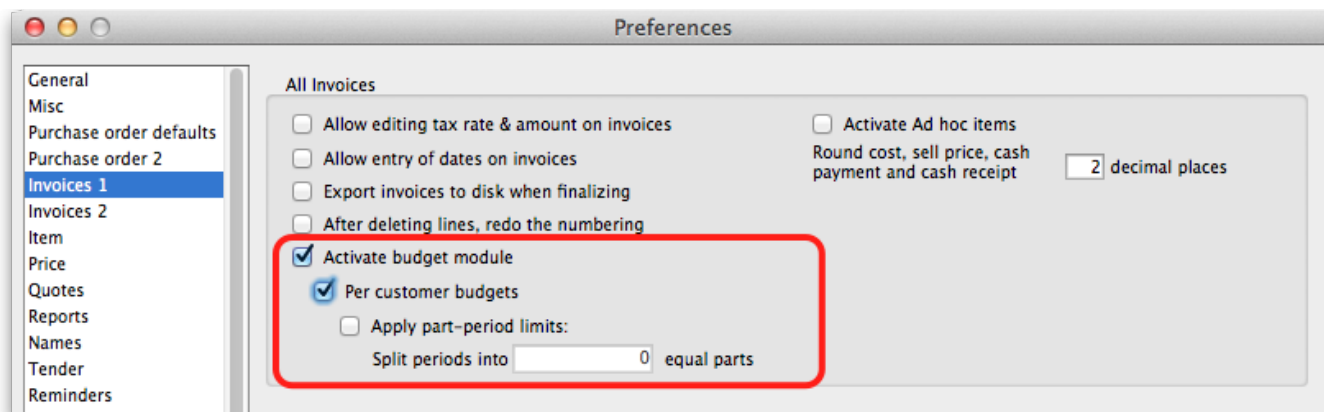 Preferences
General
Misc
Purchase order defaults
Purchase order 2
Invoices 1
Invoices 2
Item
Price
Quotes
Reports
Names
Tender
Reminders
All Invoices
Allow editing tax rate & amount on invoices
Allow entry of dates on invoices
Export invoices to disk when finalizing
After deleting lines, redo the numbering
Activate budget module
Per customer budgets
Apply part-period limits:
Split periods into 0 equal parts
Activate Ad hoc items
Round cost, sell price, cash
payment and cash receipt 2 decimal places